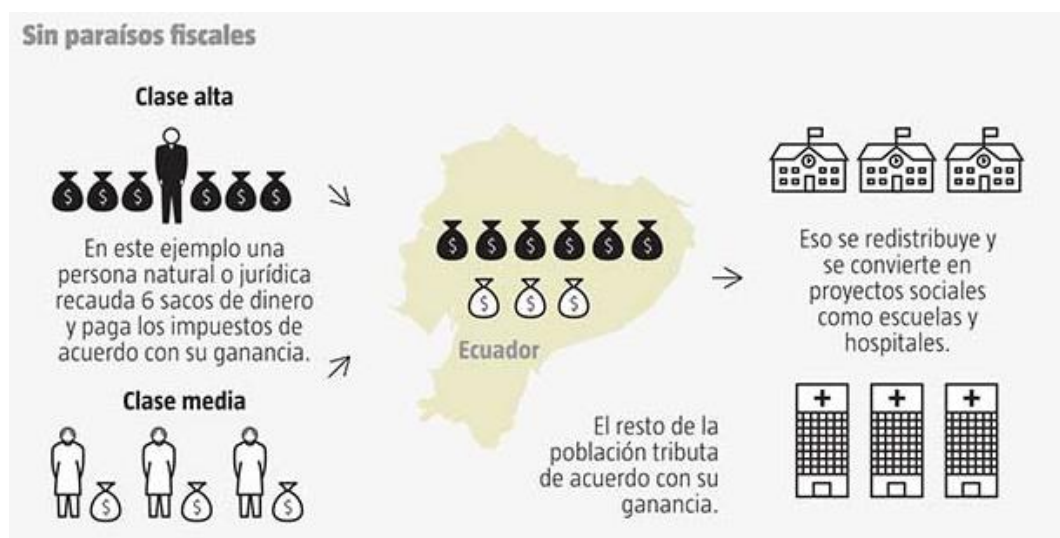 Sin paraísos fiscales
Clase alta
$ $ $ $ $ $
En este ejemplo una
persona natural o jurídica
recauda 6 sacos de dinero
y paga los impuestos de
acuerdo con su ganancia.
Clase media
$ $ $
$ $ $ $ $ $
$ $ $
Ecuador
El resto de la
población tributa
de acuerdo con su
ganancia.
Eso se redistribuye y
se convierte en
proyectos sociales
como escuelas y
hospitales.